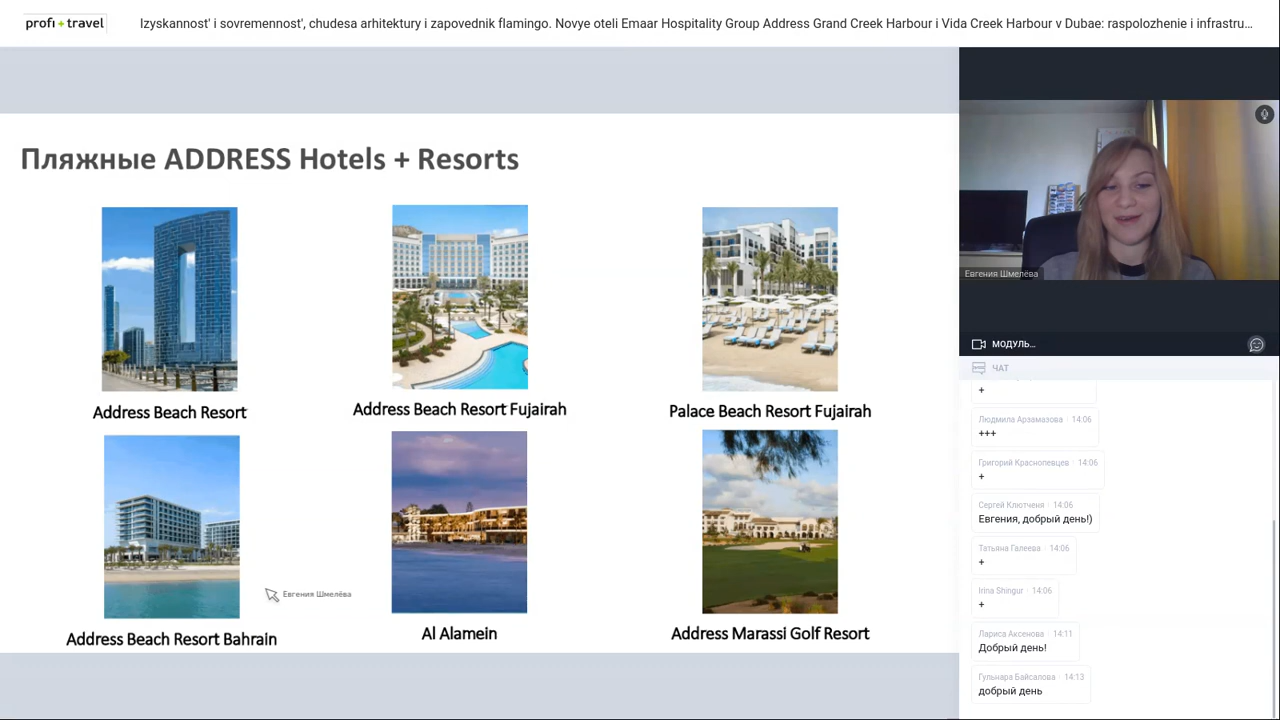 profi + travel
Izyskannost' i sovremennost', chudesa arhitektury i zapovednik flamingo. Novye oteli Emaar Hospitality Group Address Grand Creek Harbour i Vida Creek Harbour v Dubae: raspolozhenie i infrastru...
Пляжные ADDRESS Hotels + Resorts
Address Beach Resort
Address Beach Resort Fujairah
Palace Beach Resort Fujairah
Address Beach Resort Bahrain
Al Alamein
Address Marassi Golf Resort
Евгения Шмелёва
Евгения Шмелёва
МОДУЛЬ...
ЧАТ
+
Людмила Арзамазова · 14:06
+++
Григорий Краснопевцев · 14:06
+
Сергей Клютченя · 14:06
Евгения, добрый день!)
Татьяна Галеева · 14:06
+
Irina Shingur · 14:06
+
Лариса Аксенова · 14:11
Добрый день!
Гульнара Байсалова · 14:13
добрый день